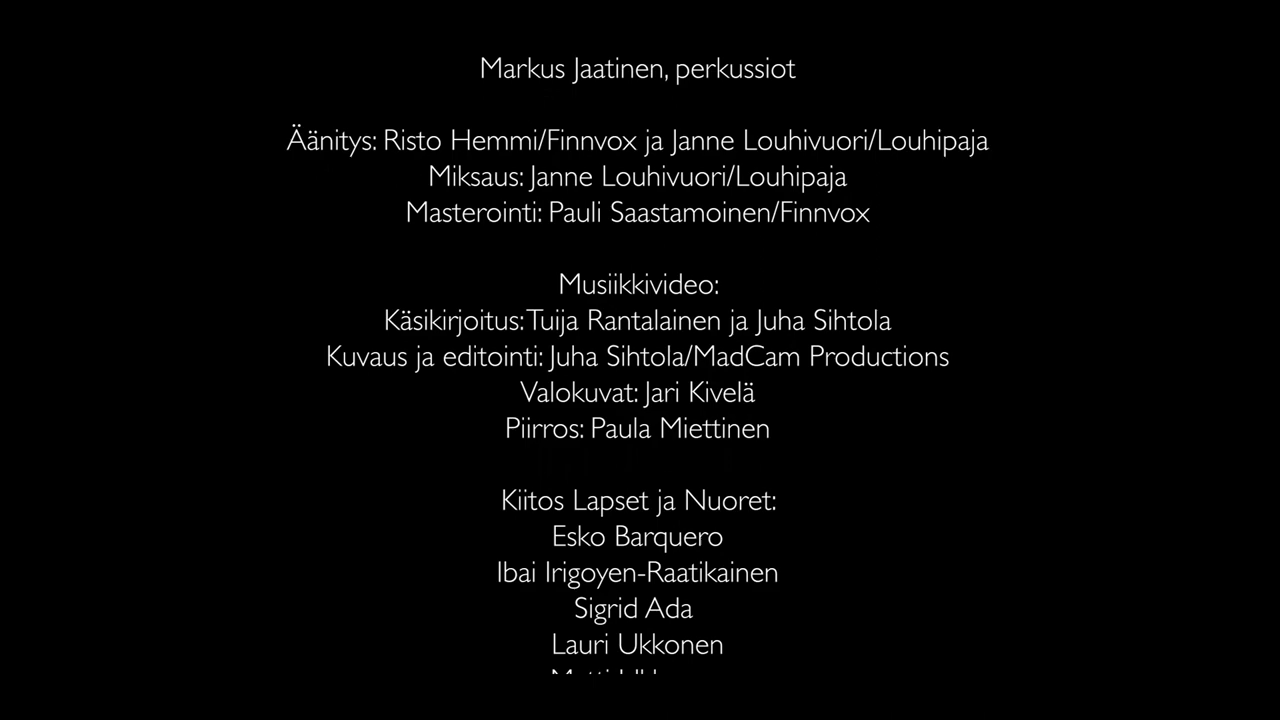 Markus Jaatinen, perkussiot
Äänitys: Risto Hemmi/Finnvox ja Janne Louhivuori/Louhipaja
Miksaus: Janne Louhivuori/Louhipaja
Masterointi: Pauli Saastamoinen/Finnvox
Musiikkivideo:
Käsikirjoitus: Tuija Rantalainen ja Juha Sihtola
Kuvaus ja editointi: Juha Sihtola/MadCam Productions
Valokuvat: Jari Kivelä
Piirros: Paula Miettinen
Kiitos Lapset ja Nuoret:
Esko Barquero
Ibai Irigoyen-Raatikainen
Sigrid Ada
Lauri Ukkonen